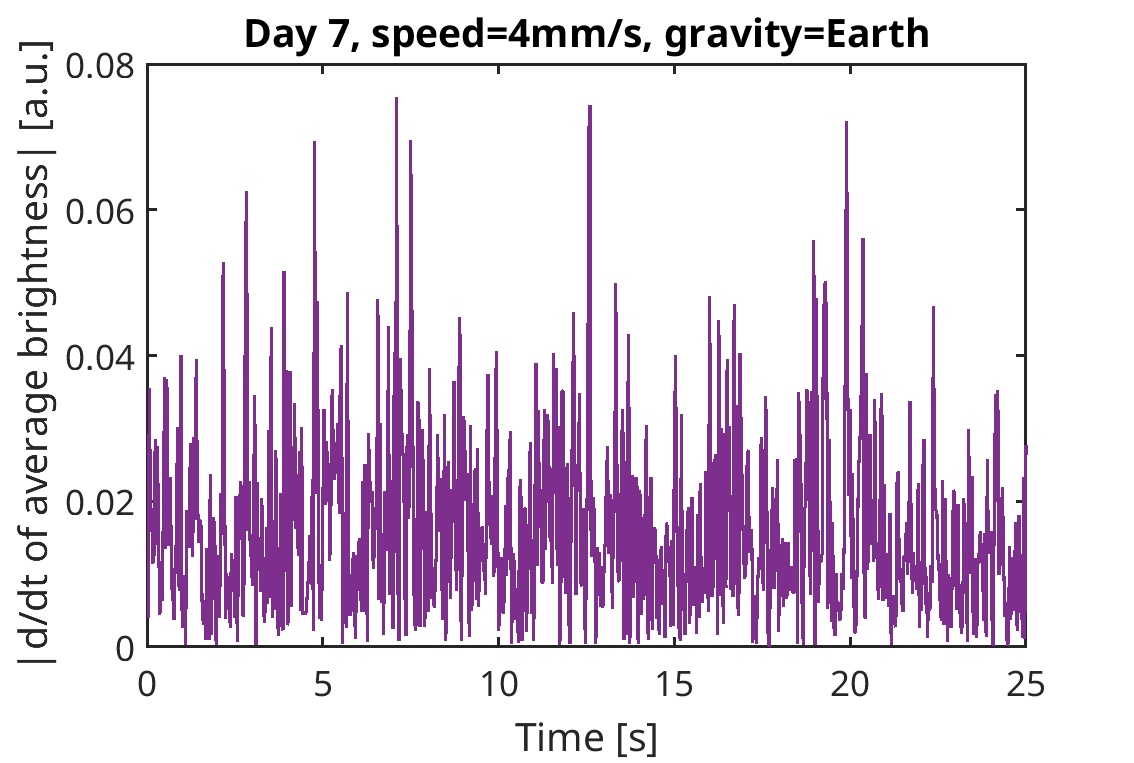 Day 7, speed=4mm/s, gravity=Earth
|d/dt of average brightness| [a.u.]
0.08
0.06
0.04
0.02
0
0 5 10 15 20 25
Time [s]